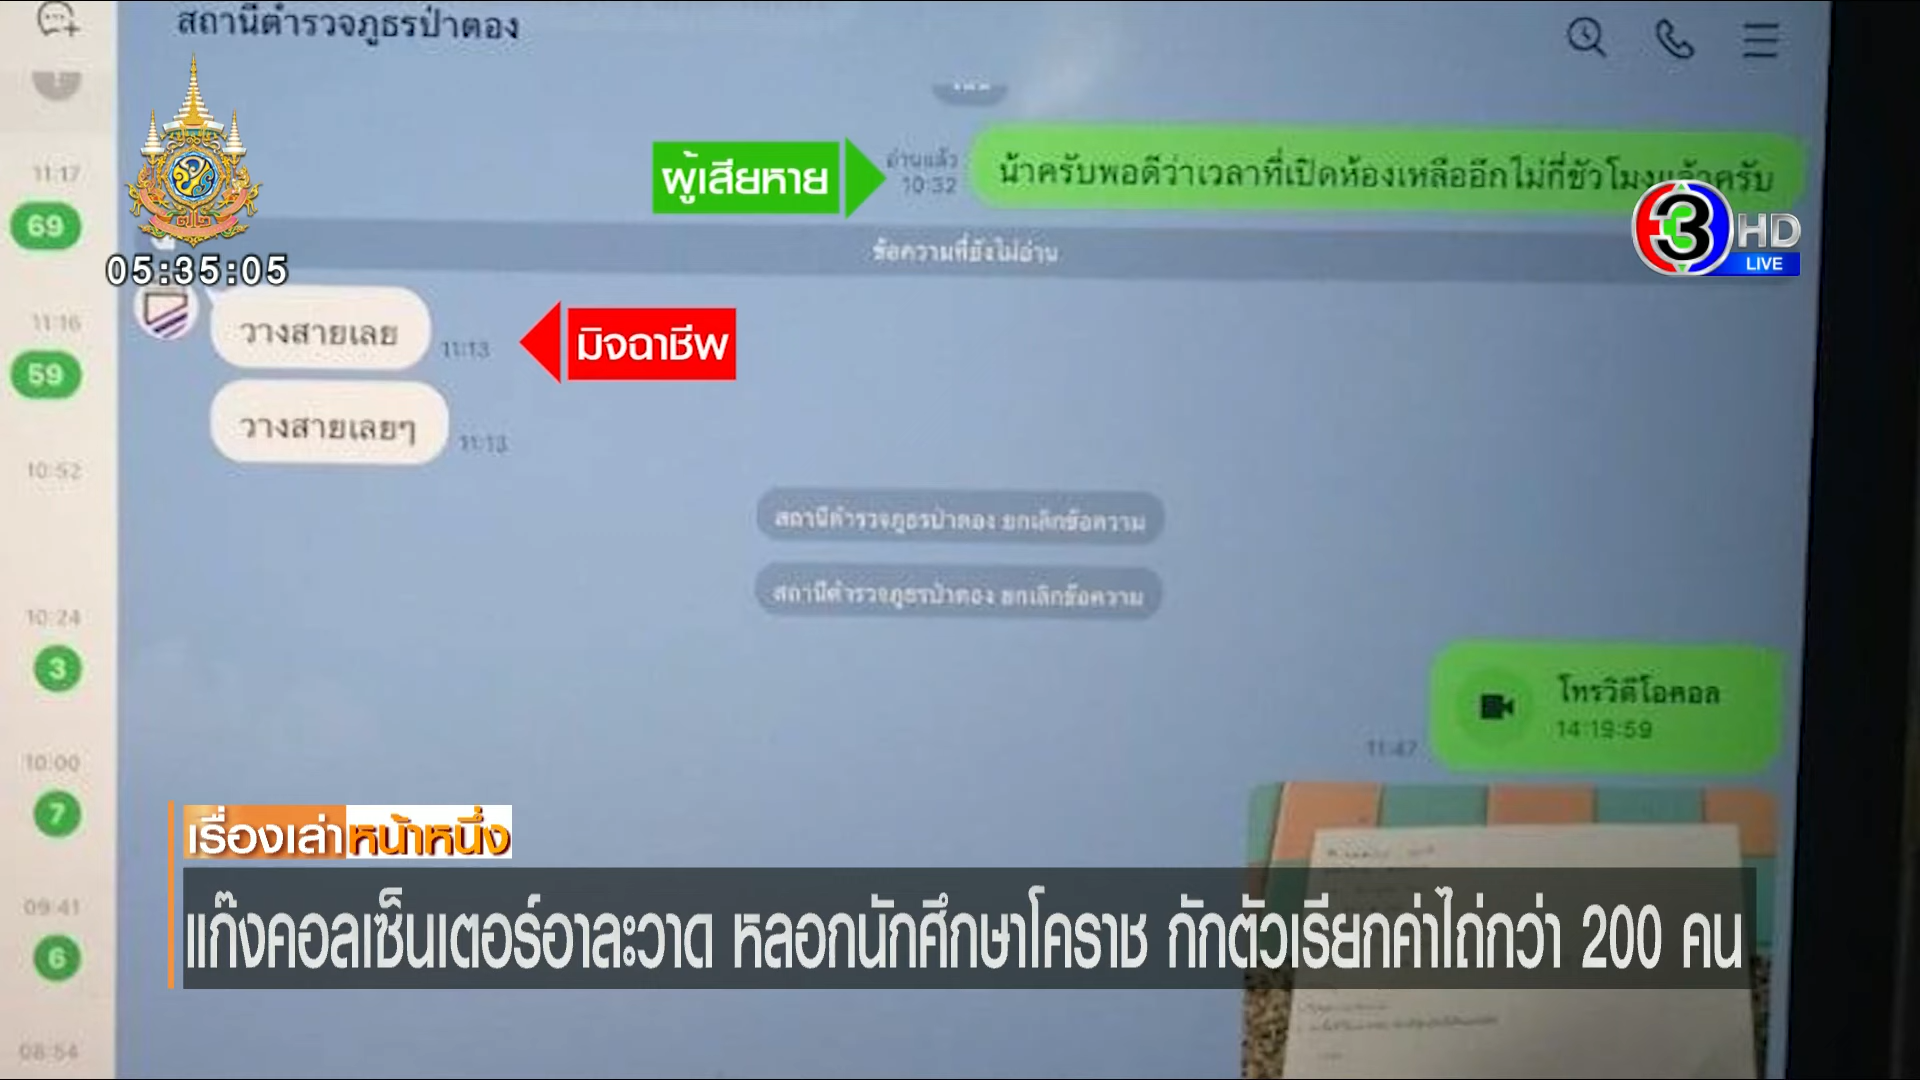 สถานีตำรวจภูธรป่าตอง
11:17
69
ผู้เสียหาย
อ่านแล้ว
10:32
น้าครับพอดีว่าเวลาที่เปิดห้องเหลืออีกไม่กี่ชัวโมงแล้วครับ
3 HD
LIVE
ข้อความที่ยังไม่อ่าน
05:35:05
11:16
59
วางสายเลย
11:13
มิจฉาชีพ
วางสายเลยๆ
11:13
10:52
สถานีตำรวจภูธรป่าตอง ยกเลิกข้อความ
สถานีตำรวจภูธรป่าตอง ยกเลิกข้อความ
10:24
3
โทรวิดีโอคอล
14:19:59
11:47
10:00
7
เรื่องเล่าหน้าหนึ่ง
แก๊งคอลเซ็นเตอร์อาละวาด หลอกนักศึกษาโคราช กักตัวเรียกค่าไถ่กว่า 200 คน
09:41
6
08:54